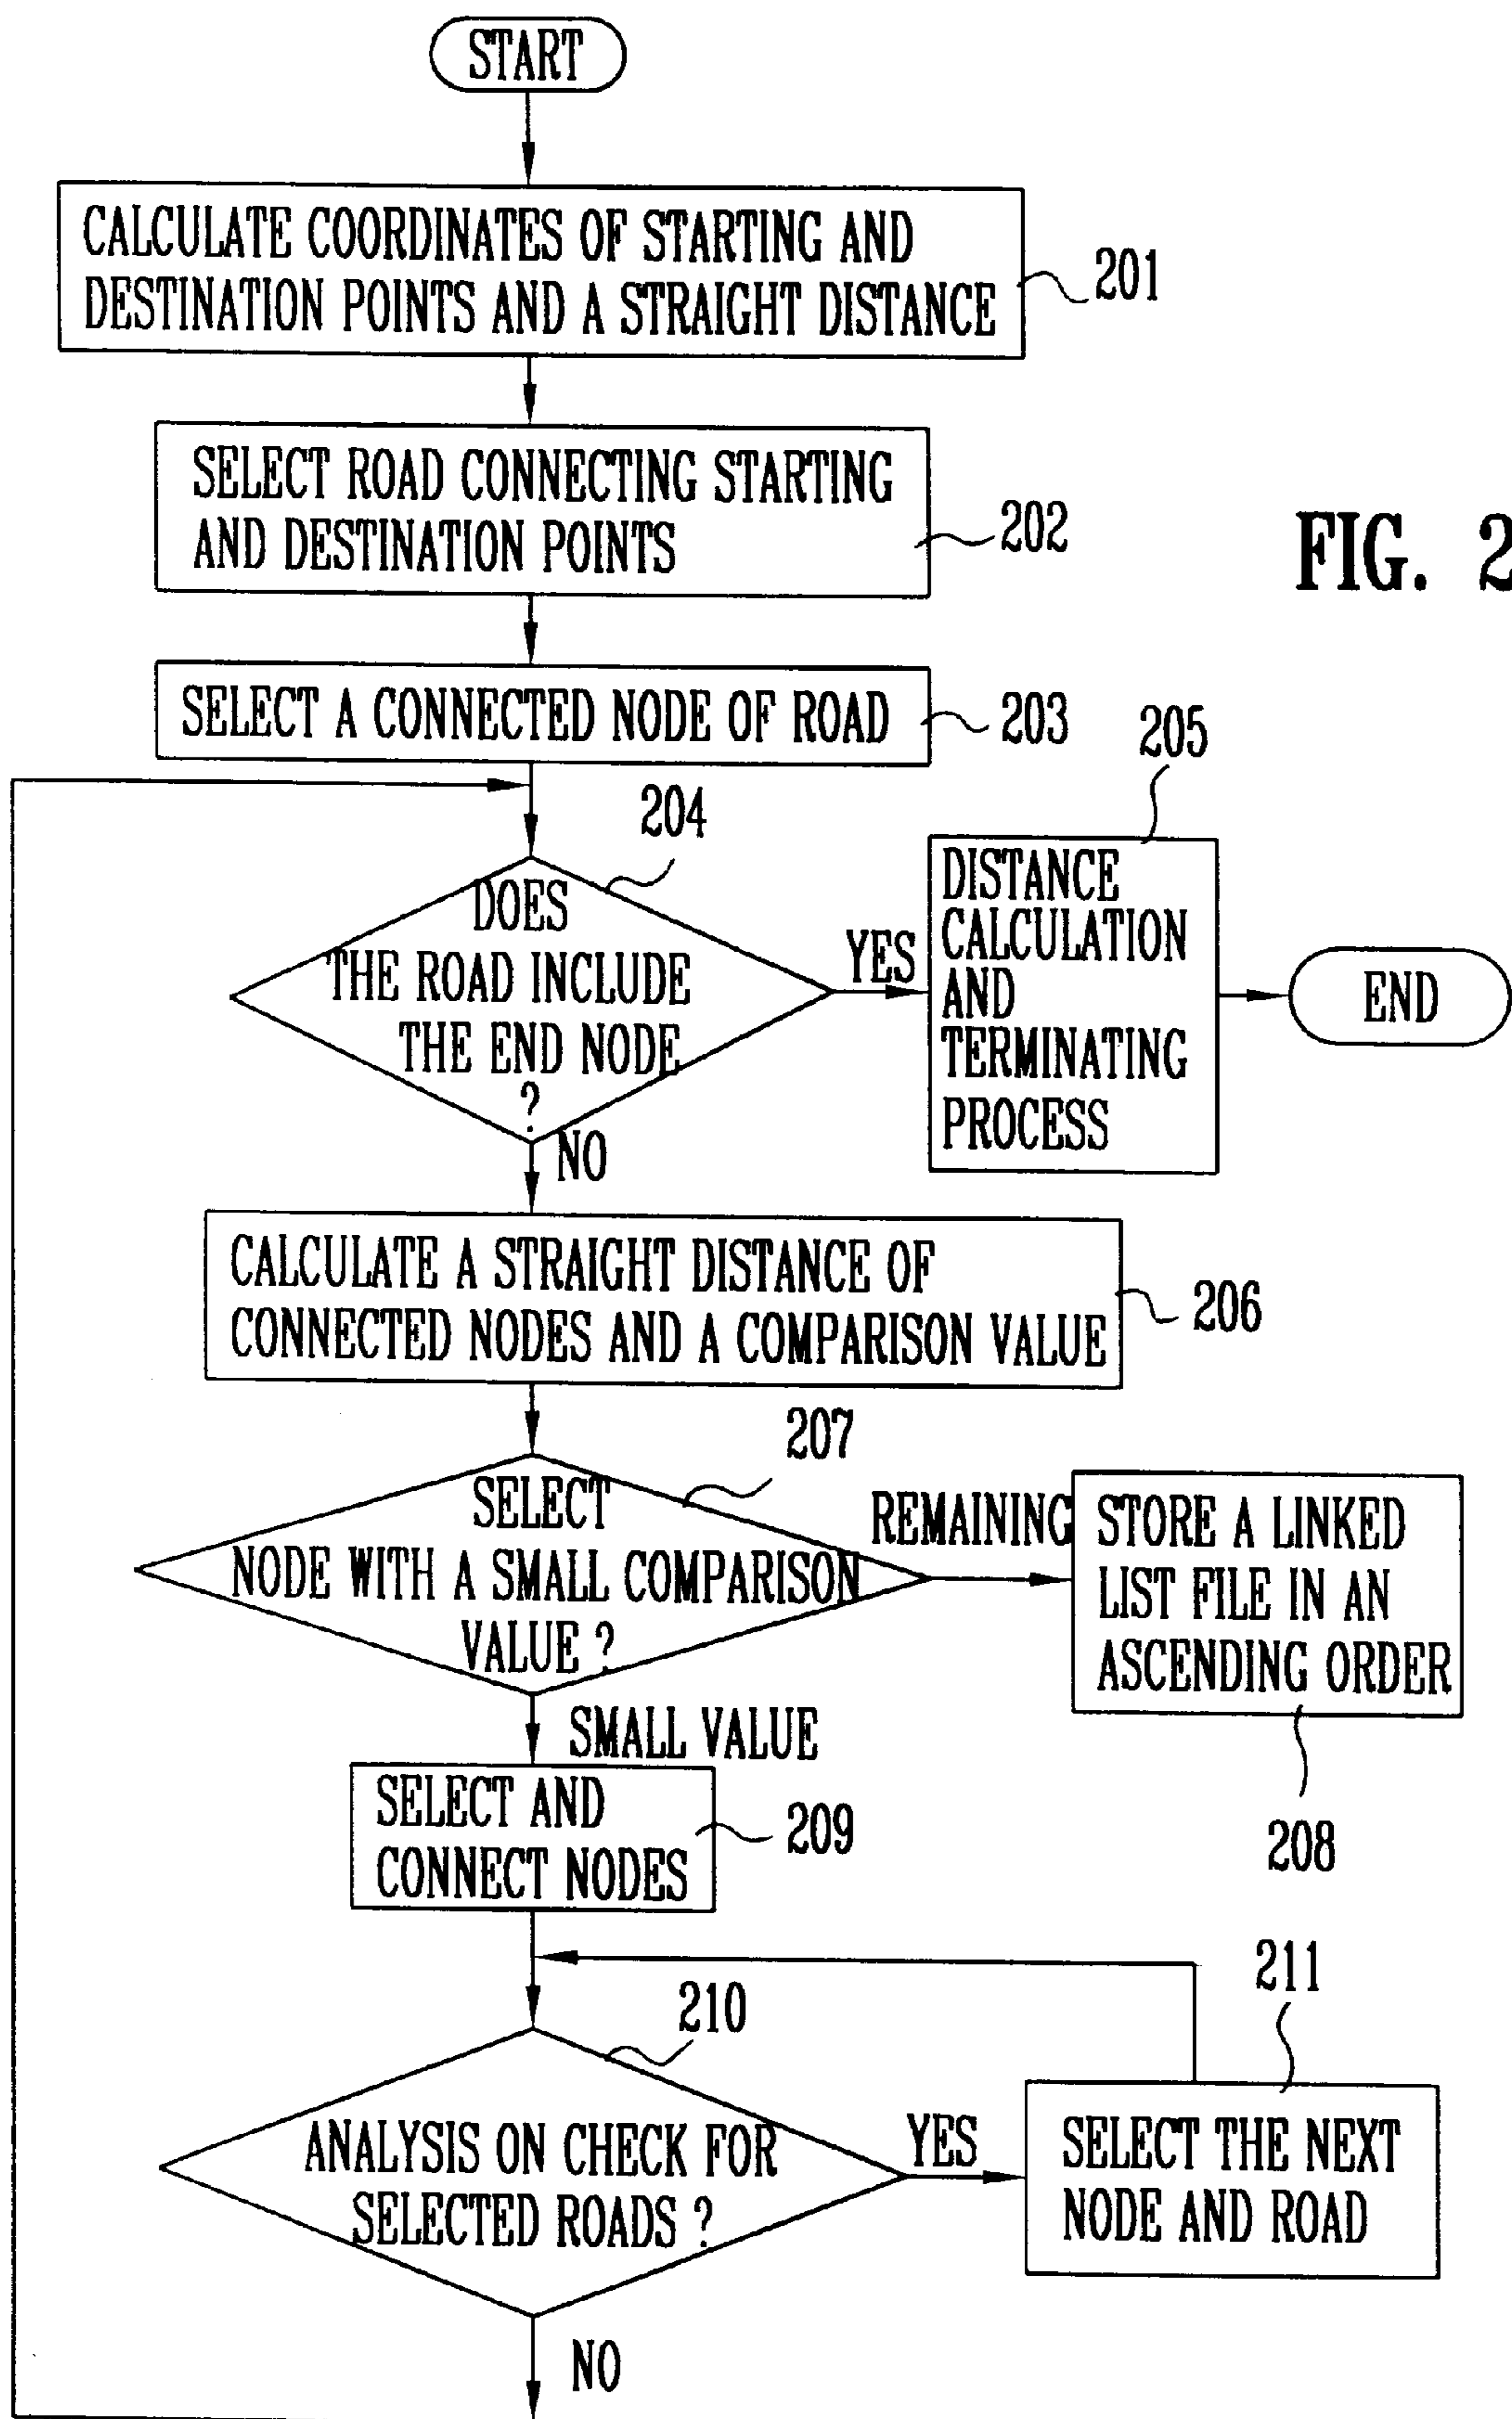 START
CALCULATE COORDINATES OF STARTING AND
DESTINATION POINTS AND A STRAIGHT DISTANCE
201
SELECT ROAD CONNECTING STARTING
AND DESTINATION POINTS
202
FIG. 2
SELECT A CONNECTED NODE OF ROAD
203
204
205
DOES
THE ROAD INCLUDE
THE END NODE
?
YES
DISTANCE
CALCULATION
AND
TERMINATING
PROCESS
END
NO
CALCULATE A STRAIGHT DISTANCE OF
CONNECTED NODES AND A COMPARISON VALUE
206
207
SELECT
NODE WITH A SMALL COMPARISON
VALUE ?
REMAINING
STORE A LINKED
LIST FILE IN AN
ASCENDING ORDER
208
SMALL VALUE
SELECT AND
CONNECT NODES
209
210
211
ANALYSIS ON CHECK FOR
SELECTED ROADS ?
YES
SELECT THE NEXT
NODE AND ROAD
NO